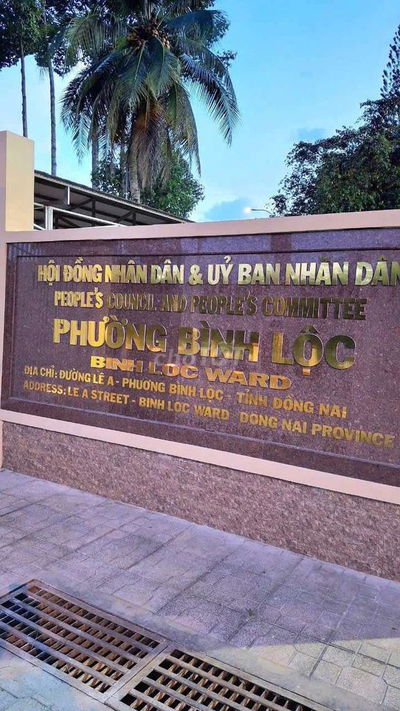 HỘI ĐỒNG NHÂN DÂN & UỶ BAN NHÂN DÂN
PEOPLE'S COUNCIL AND PEOPLE'S COMMITTEE
PHƯỜNG BÌNH LỘC
BINH LOC WARD
ĐỊA CHỈ: ĐƯỜNG LÊ A - PHƯỜNG BÌNH LỘC - TỈNH ĐỒNG NAI
ADDRESS: LE A STREET - BINH LOC WARD DONG NAI PROVINCE